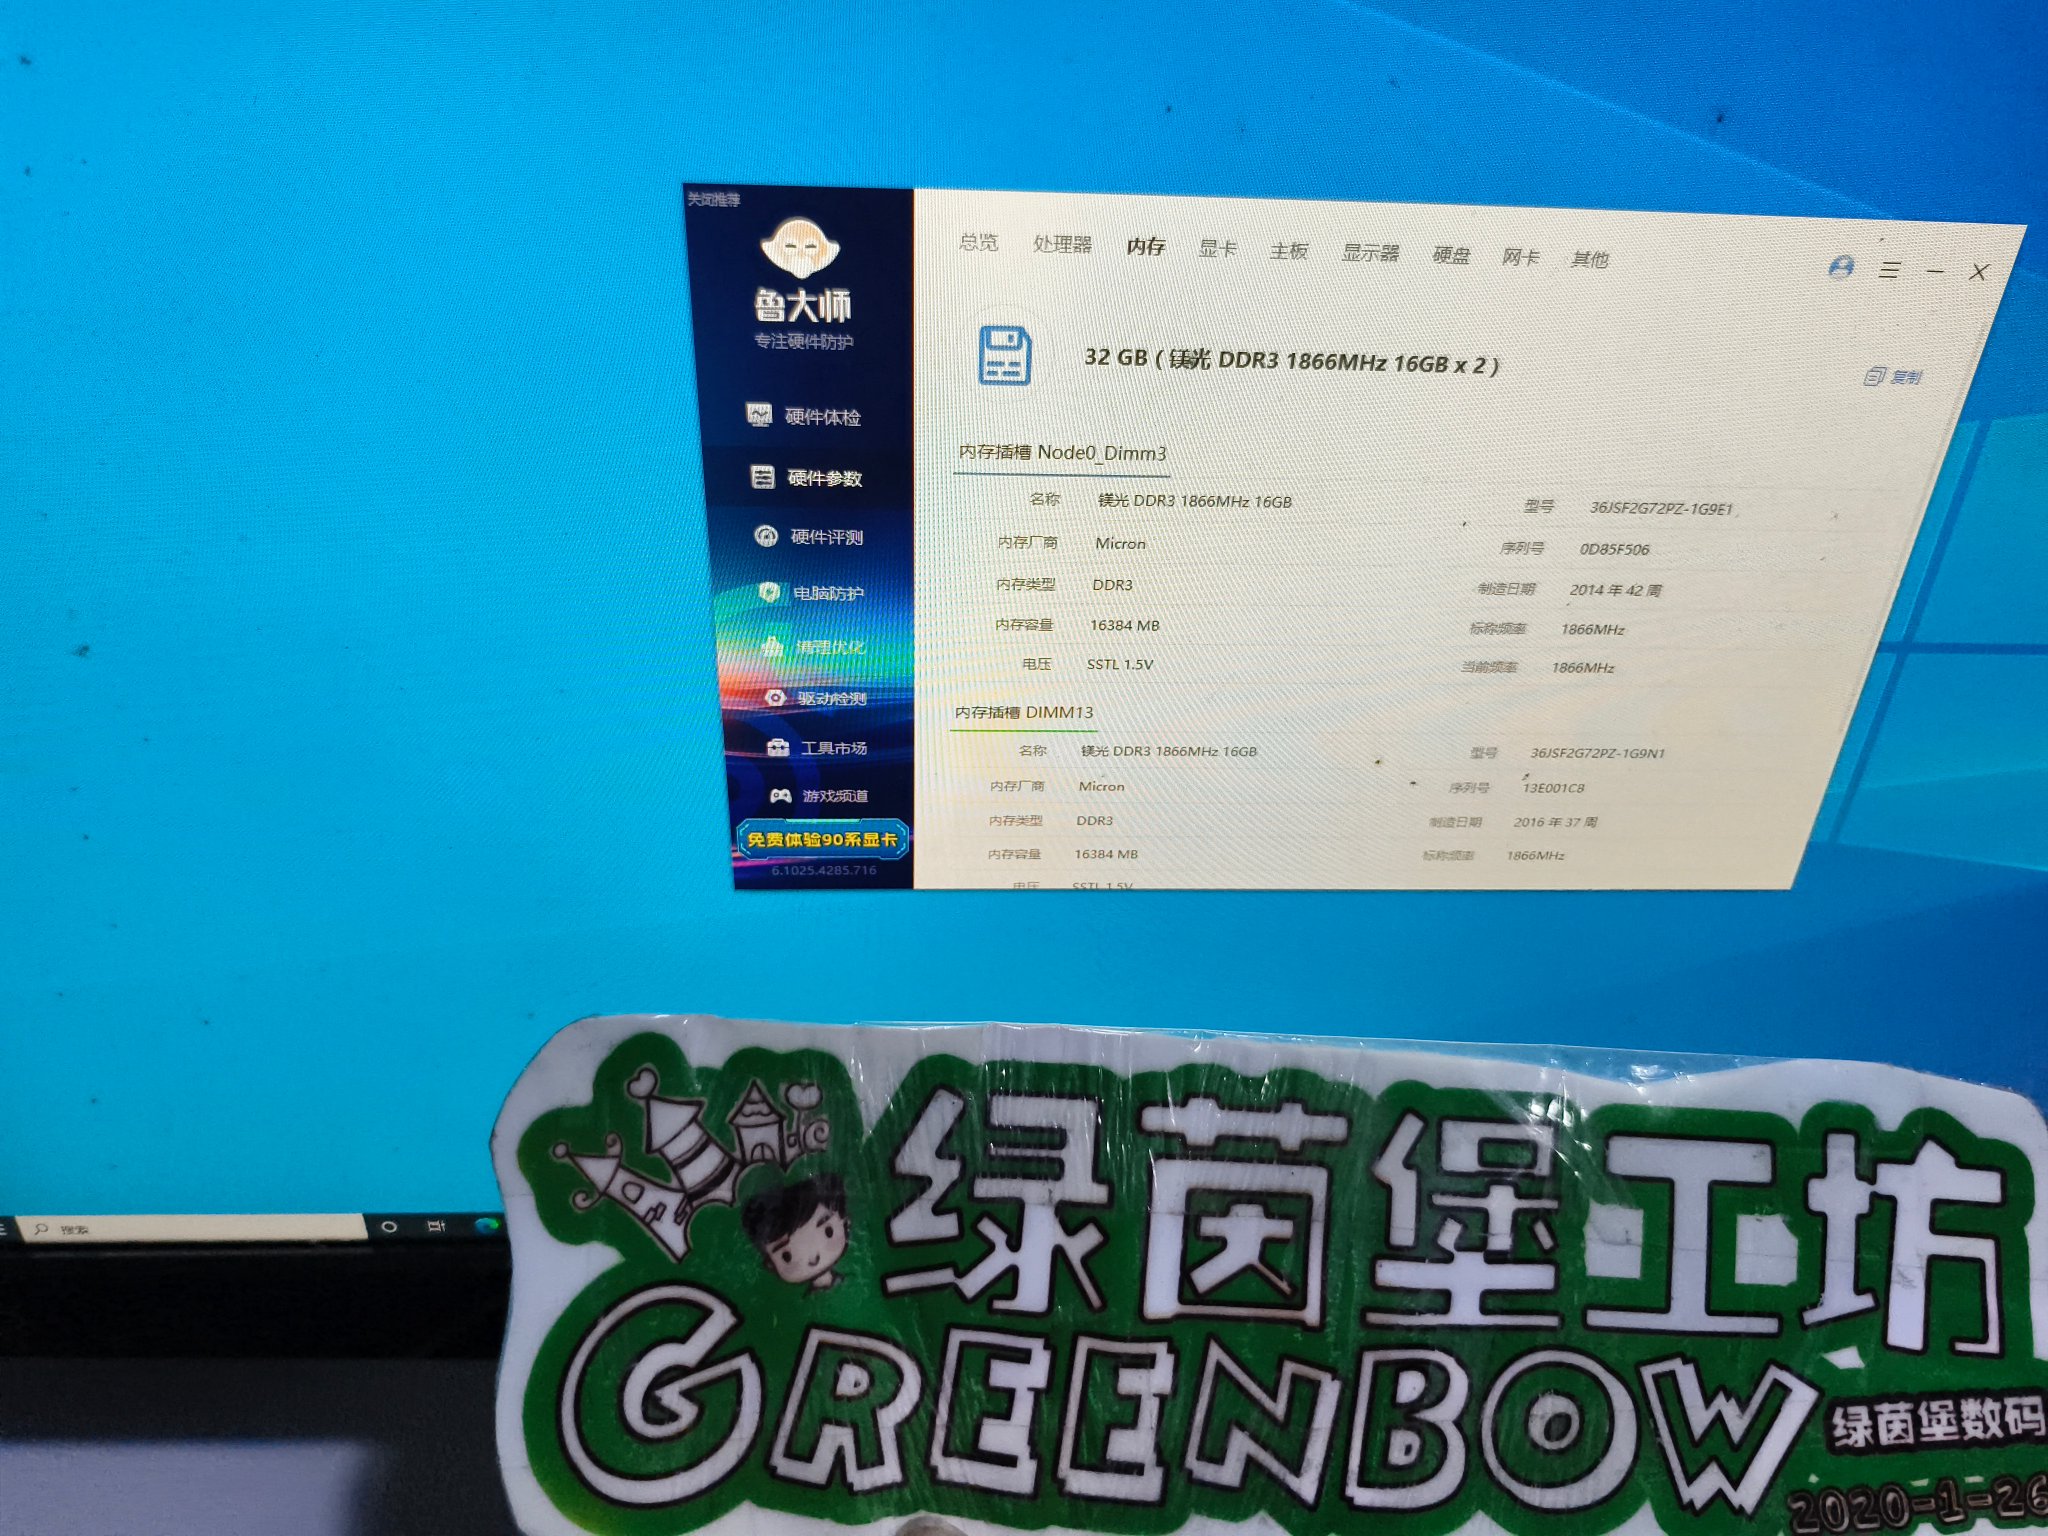 关闭推荐
鲁大师
专注硬件防护
硬件体检
硬件参数
硬件评测
电脑防护
清理优化
驱动检测
工具市场
游戏频道
免费体验90系显卡
6.1025.4285.716
总览 处理器 内存 显卡 主板 显示器 硬盘 网卡 其他
32 GB ( 镁光 DDR3 1866MHz 16GB x 2 )
复制
内存插槽 Node0_Dimm3
名称 镁光 DDR3 1866MHz 16GB 型号 36JSF2G72PZ-1G9E1
内存厂商 Micron 序列号 0D85F506
内存类型 DDR3 制造日期 2014 年 42 周
内存容量 16384 MB 标称频率 1866MHz
电压 SSTL 1.5V 当前频率 1866MHz
内存插槽 DIMM13
名称 镁光 DDR3 1866MHz 16GB 型号 36JSF2G72PZ-1G9N1
内存厂商 Micron 序列号 13E001C8
内存类型 DDR3 制造日期 2016 年 37 周
内存容量 16384 MB 标称频率 1866MHz
电压 SSTL 1.5V
搜索
绿茵堡工坊
GREENBOW
绿茵堡数码
2020-1-26